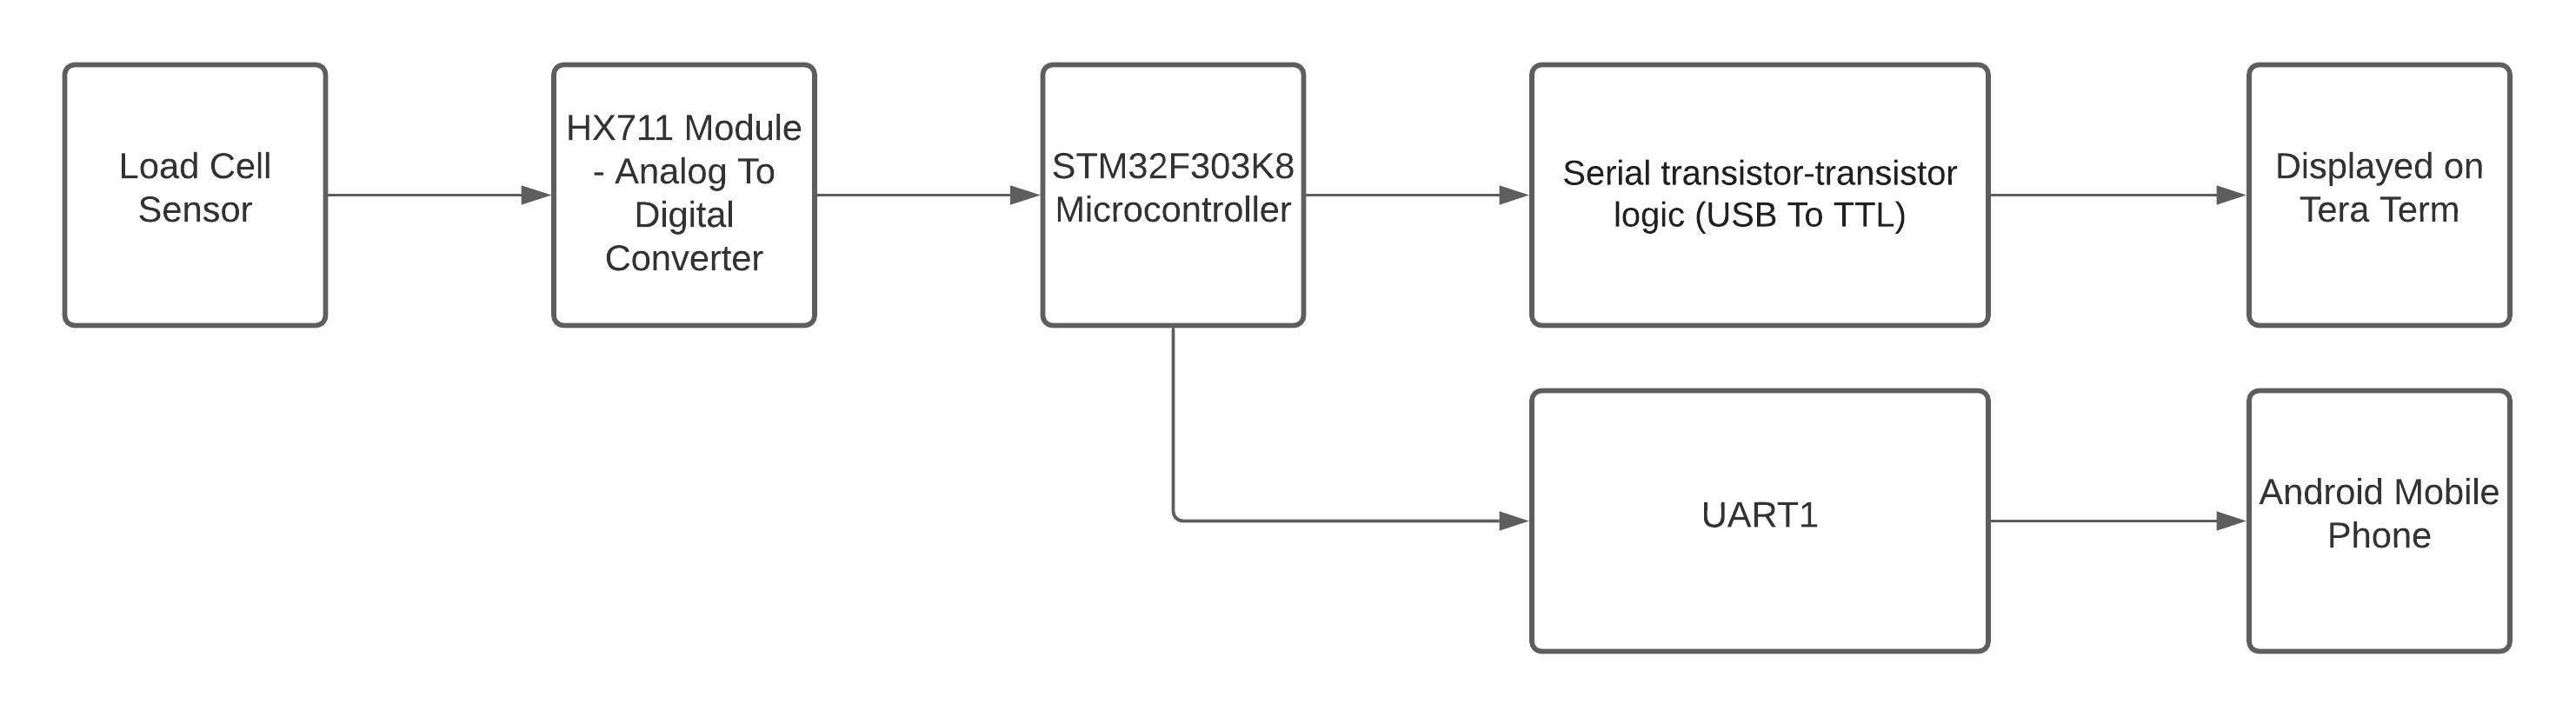 Load Cell
Sensor
HX711 Module
- Analog To
Digital
Converter
STM32F303K8
Microcontroller
Serial transistor-transistor
logic (USB To TTL)
Displayed on
Tera Term
UART1
Android Mobile
Phone